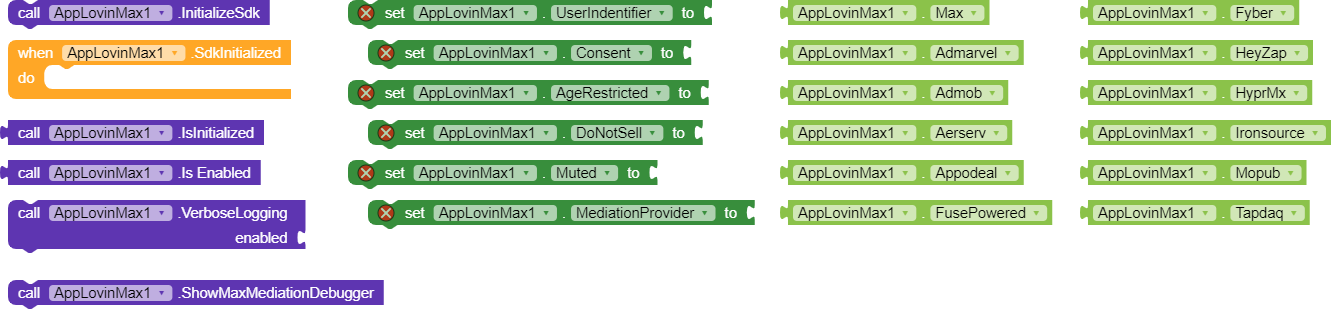 call AppLovinMax1 .InitializeSdk
when AppLovinMax1 .SdkInitialized
do
call AppLovinMax1 .IsInitialized
call AppLovinMax1 .Is Enabled
call AppLovinMax1 .VerboseLogging
enabled
call AppLovinMax1 .ShowMaxMediationDebugger
set AppLovinMax1 . UserIndentifier to
set AppLovinMax1 . Consent to
set AppLovinMax1 . AgeRestricted to
set AppLovinMax1 . DoNotSell to
set AppLovinMax1 . Muted to
set AppLovinMax1 . MediationProvider to
AppLovinMax1 . Max
AppLovinMax1 . Admarvel
AppLovinMax1 . Admob
AppLovinMax1 . Aerserv
AppLovinMax1 . Appodeal
AppLovinMax1 . FusePowered
AppLovinMax1 . Fyber
AppLovinMax1 . HeyZap
AppLovinMax1 . HyprMx
AppLovinMax1 . Ironsource
AppLovinMax1 . Mopub
AppLovinMax1 . Tapdaq